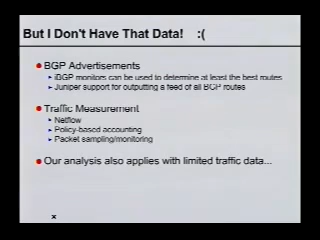 But I Don't Have That Data! :(
BGP Advertisements
iBGP monitors can be used to determine at least the best routes
Juniper support for outputting a feed of all BGP routes
Traffic Measurement
Netflow
Policy-based accounting
Packet sampling/monitoring
Our analysis also applies with limited traffic data...